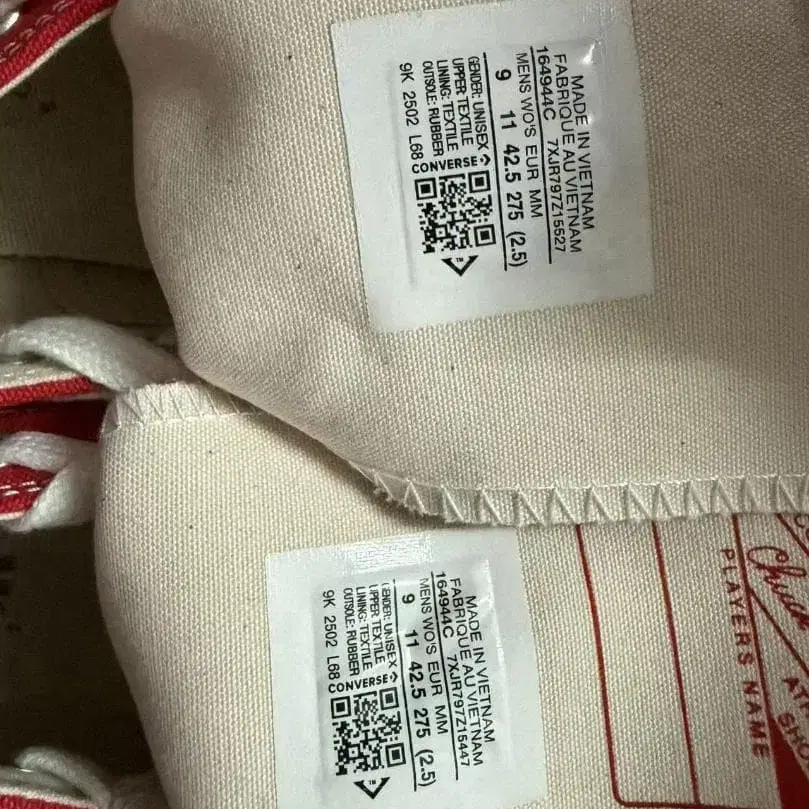 MADE IN VIETNAM
FABRIQUE AU VIETNAM
164944C 7XJR797Z15527
MENS WO'S EUR MM
9 11 42.5 275 (2.5)
GENDER: UNISEX
UPPER: TEXTILE
LINING: TEXTILE
OUTSOLE: RUBBER
9K 2502 L68
CONVERSE
TM
MADE IN VIETNAM
FABRIQUE AU VIETNAM
164944C 7XJR797Z15447
MENS WO'S EUR MM
9 11 42.5 275 (2.5)
GENDER: UNISEX
UPPER: TEXTILE
LINING: TEXTILE
OUTSOLE: RUBBER
9K 2502 L68
CONVERSE
TM
Chuck
PLAYERS NAME